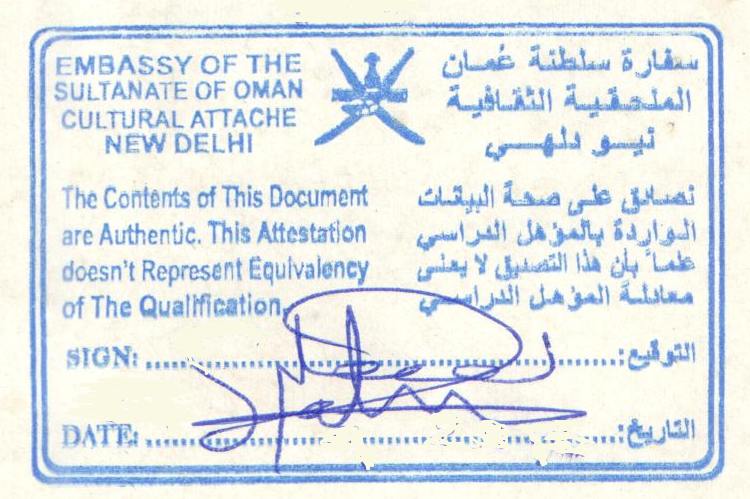 EMBASSY OF THE
SULTANATE OF OMAN
CULTURAL ATTACHE
NEW DELHI
سفارة سلطنة عمان
الملحقية الثقافية
نيو دلهي
The Contents of This Document
are Authentic. This Attestation
doesn't Represent Equivalency
of The Qualification.
نصادق على صحة البيانات
الواردة بالمؤهل الدراسي
علماً بأن هذا التصديق لا يعني
معادلة المؤهل الدراسي
SIGN: ........ :التوقيع
DATE: ........ :التاريخ